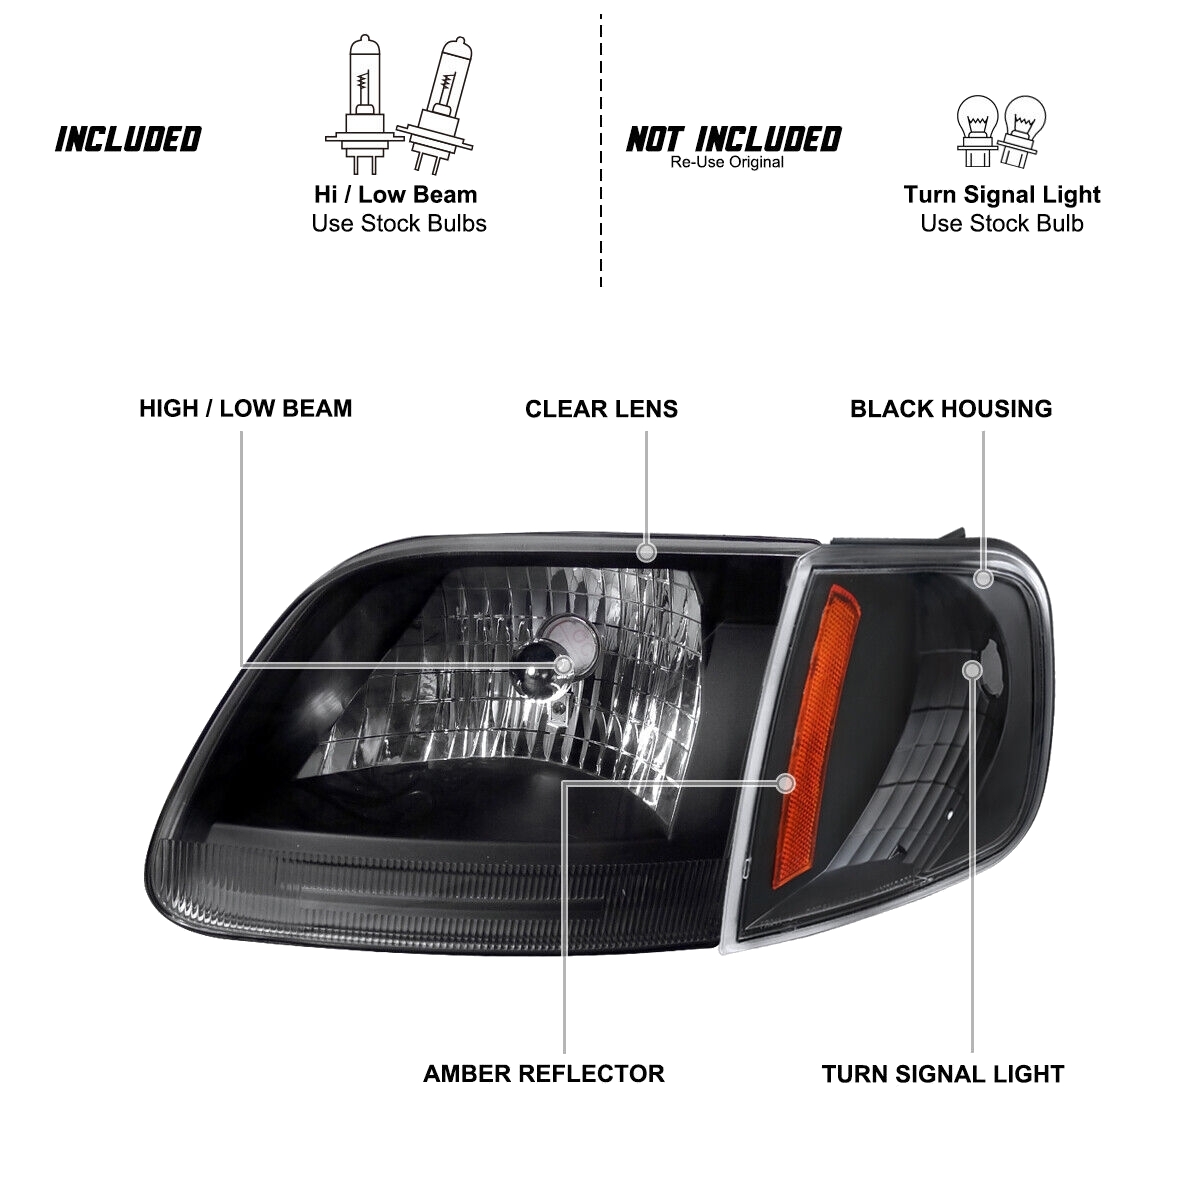 INCLUDED
Hi / Low Beam
Use Stock Bulbs
NOT INCLUDED
Re-Use Original
Turn Signal Light
Use Stock Bulb
HIGH / LOW BEAM
CLEAR LENS
BLACK HOUSING
AMBER REFLECTOR
TURN SIGNAL LIGHT